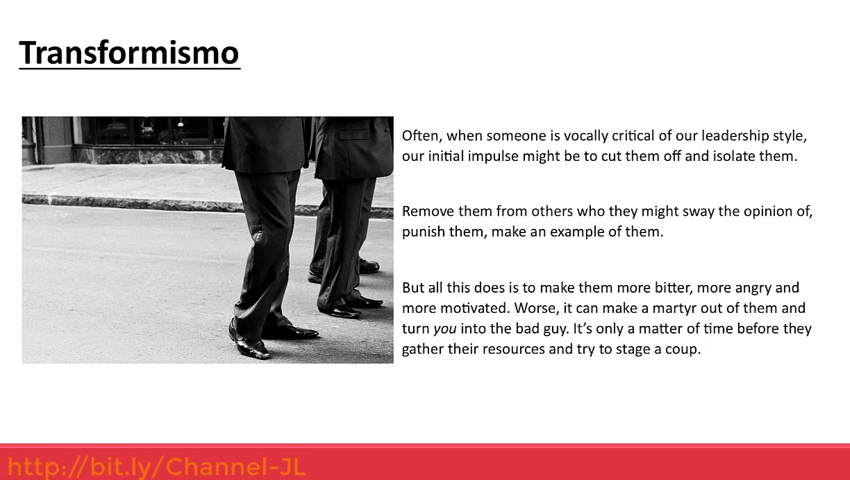 Transformismo
Often, when someone is vocally critical of our leadership style,
our initial impulse might be to cut them off and isolate them.
Remove them from others who they might sway the opinion of,
punish them, make an example of them.
But all this does is to make them more bitter, more angry and
more motivated. Worse, it can make a martyr out of them and
turn you into the bad guy. It’s only a matter of time before they
gather their resources and try to stage a coup.
http://bit.ly/Channel-JL